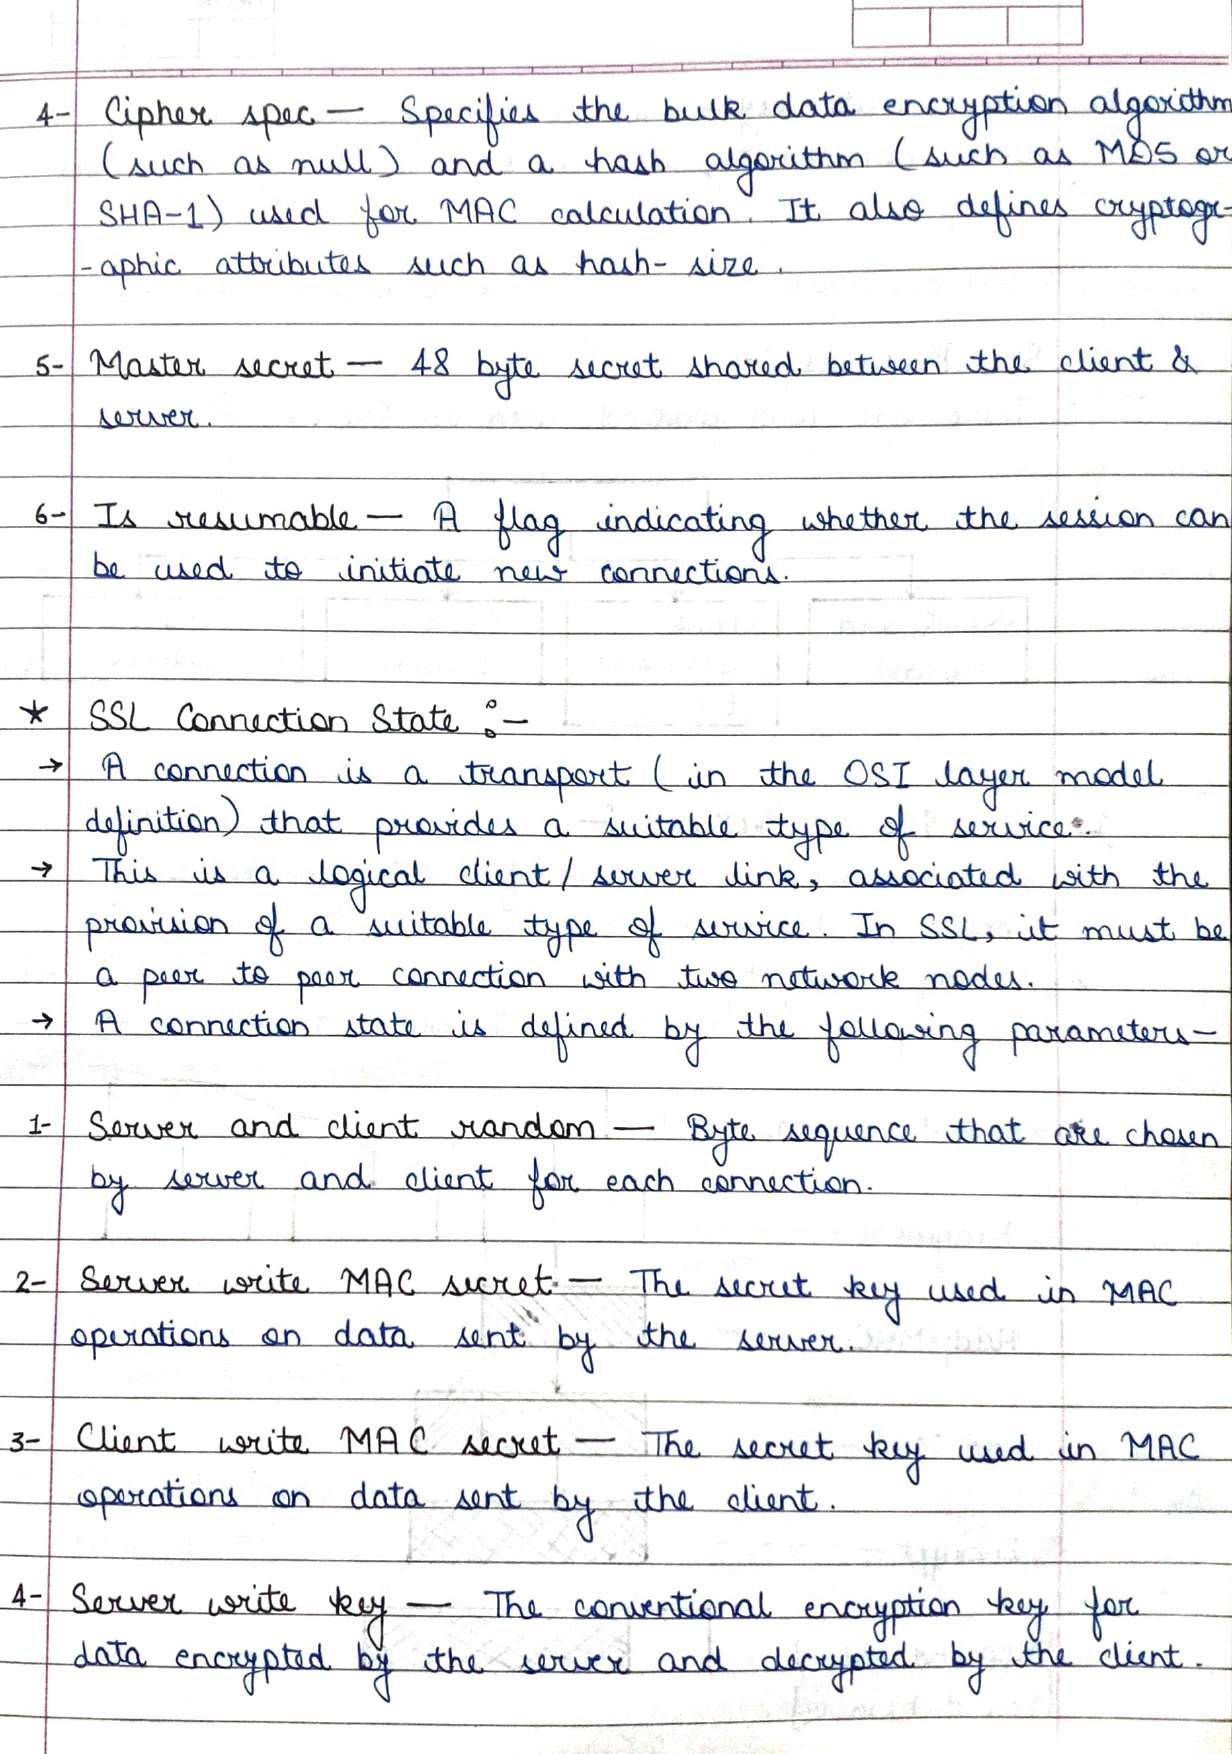 4- Cipher spec — Specifies the bulk data encryption algorithm
(such as null) and a hash algorithm (such as MD5 or
SHA-1) used for MAC calculation. It also defines cryptogr-
-aphic attributes such as hash-size.
5- Master secret — 48 byte secret shared between the client &
server.
6- Is resumable — A flag indicating whether the session can
be used to initiate new connections.
* SSL Connection State :-
→ A connection is a transport (in the OSI layer model
definition) that provides a suitable type of service.
→ This is a logical client/server link, associated with the
provision of a suitable type of service. In SSL, it must be
a peer to peer connection with two network nodes.
→ A connection state is defined by the following parameters-
1- Server and client random — Byte sequence that are chosen
by server and client for each connection.
2- Server write MAC secret — The secret key used in MAC
operations on data sent by the server.
3- Client write MAC secret — The secret key used in MAC
operations on data sent by the client.
4- Server write key — The conventional encryption key for
data encrypted by the server and decrypted by the client.